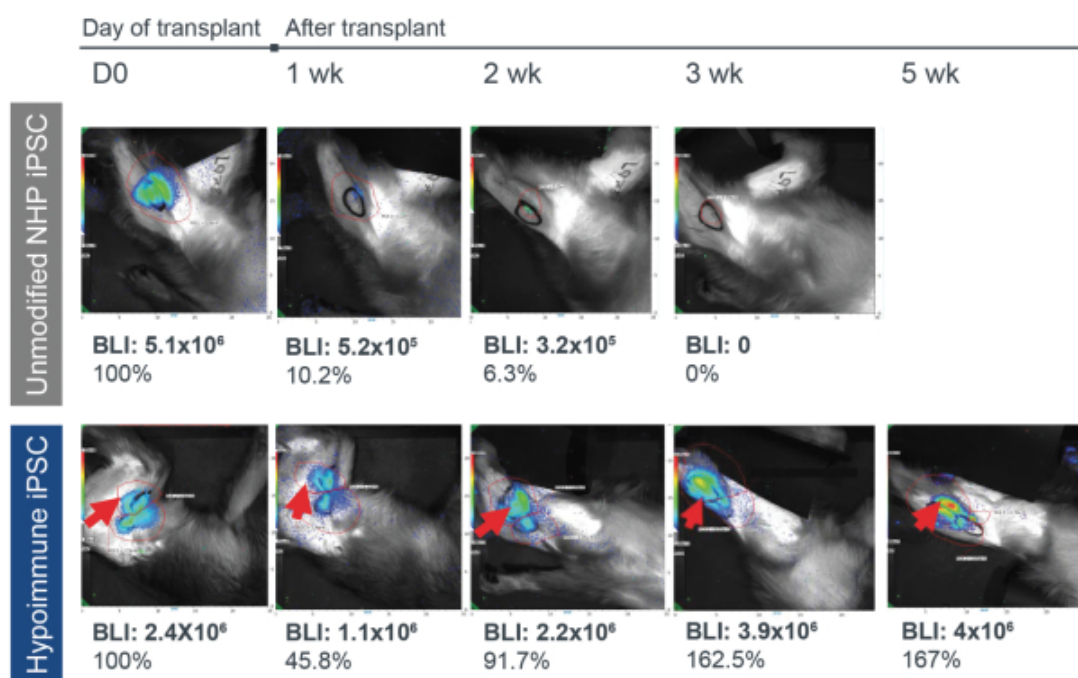 Day of transplant After transplant
D0 1 wk 2 wk 3 wk 5 wk
Unmodified NHP iPSC
BLI: 5.1x10⁶ BLI: 5.2x10⁵ BLI: 3.2x10⁵ BLI: 0
100% 10.2% 6.3% 0%
Hypoimmune iPSC
BLI: 2.4X10⁶ BLI: 1.1x10⁶ BLI: 2.2x10⁶ BLI: 3.9x10⁶ BLI: 4x10⁶
100% 45.8% 91.7% 162.5% 167%